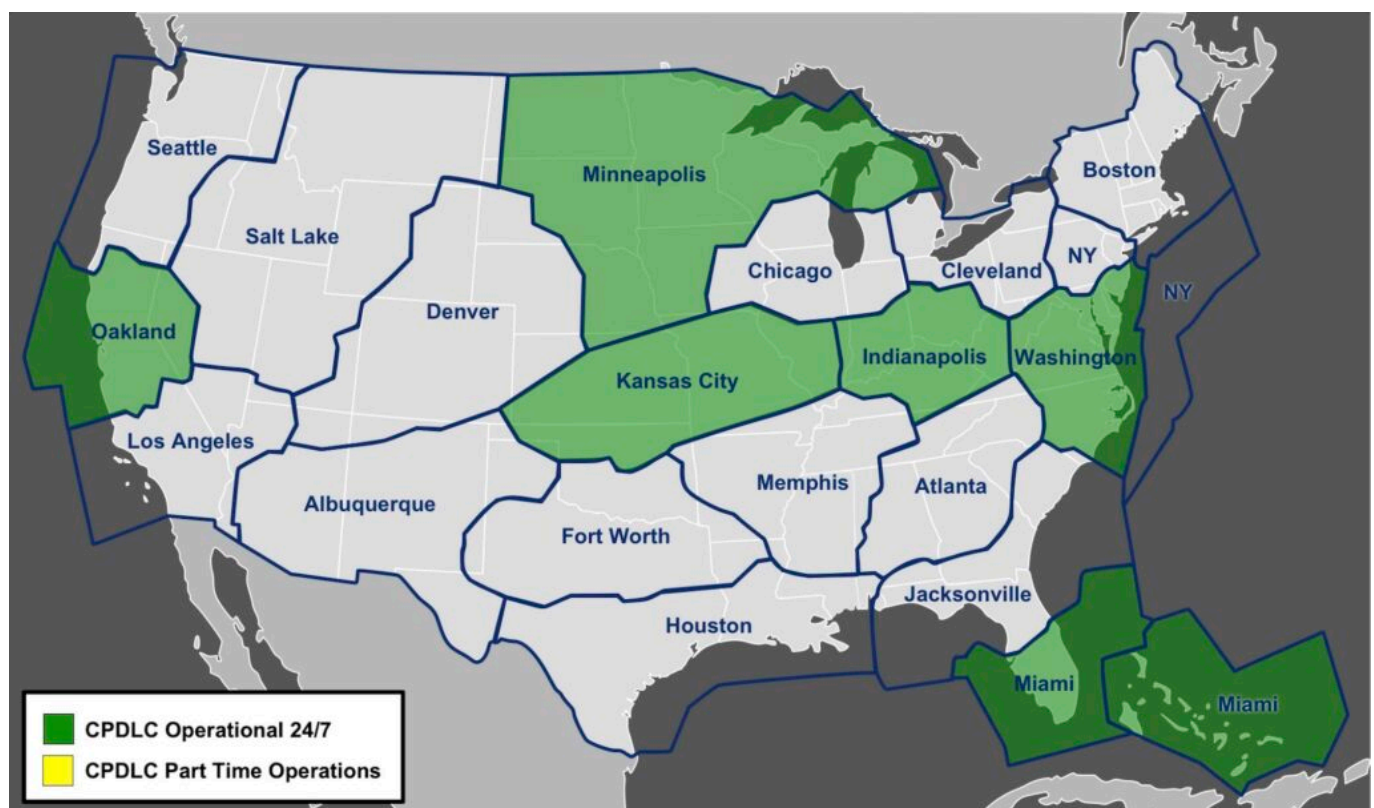 Seattle
Boston
Minneapolis
Salt Lake
NY
Chicago
Cleveland
NY
Denver
Oakland
Indianapolis
Washington
Kansas City
Los Angeles
Memphis
Atlanta
Albuquerque
Fort Worth
Jacksonville
Houston
Miami
Miami
CPDLC Operational 24/7
CPDLC Part Time Operations